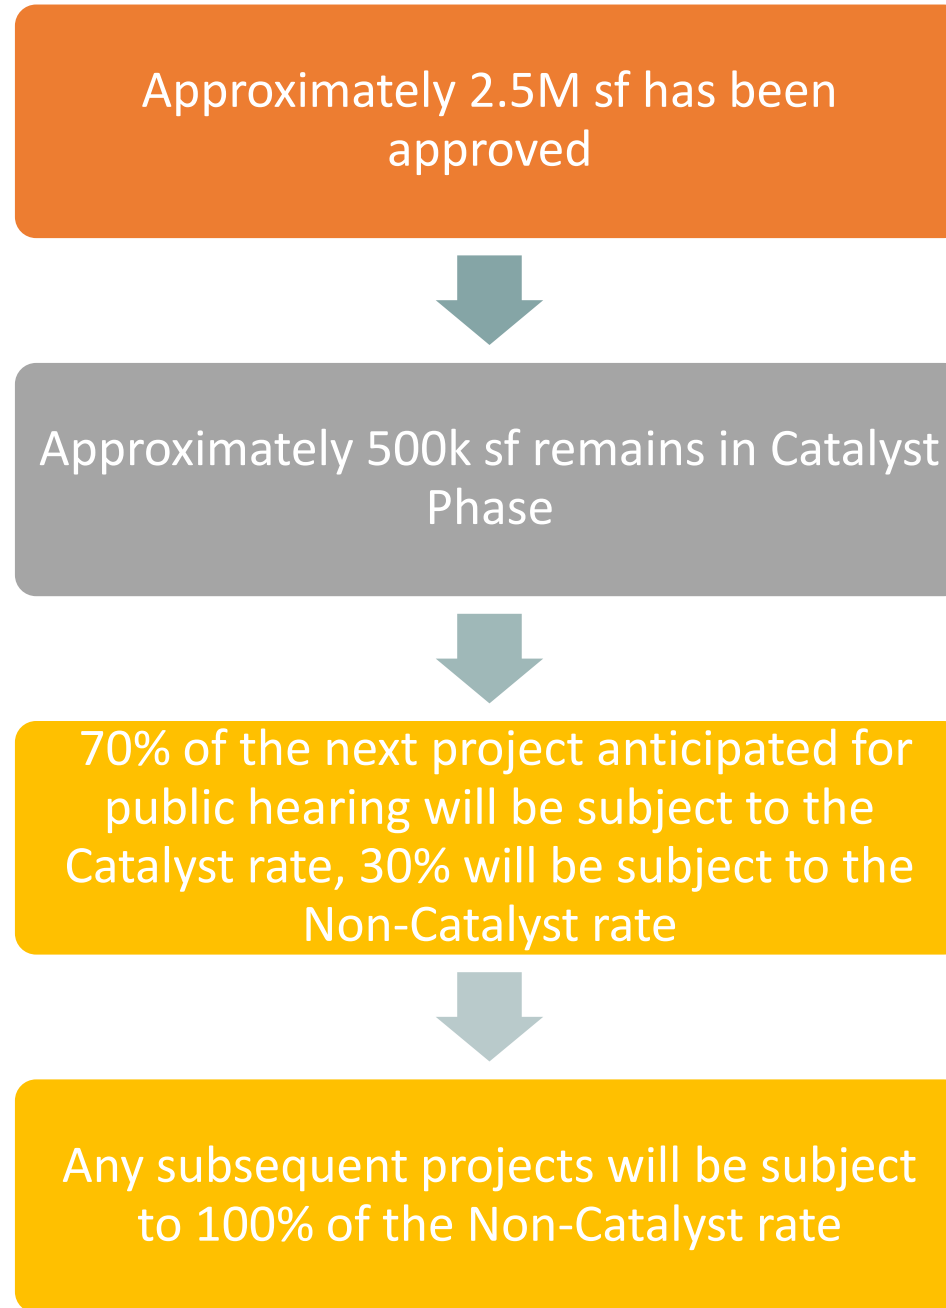 Approximately 2.5M sf has been
approved
Approximately 500k sf remains in Catalyst
Phase
70% of the next project anticipated for
public hearing will be subject to the
Catalyst rate, 30% will be subject to the
Non-Catalyst rate
Any subsequent projects will be subject
to 100% of the Non-Catalyst rate